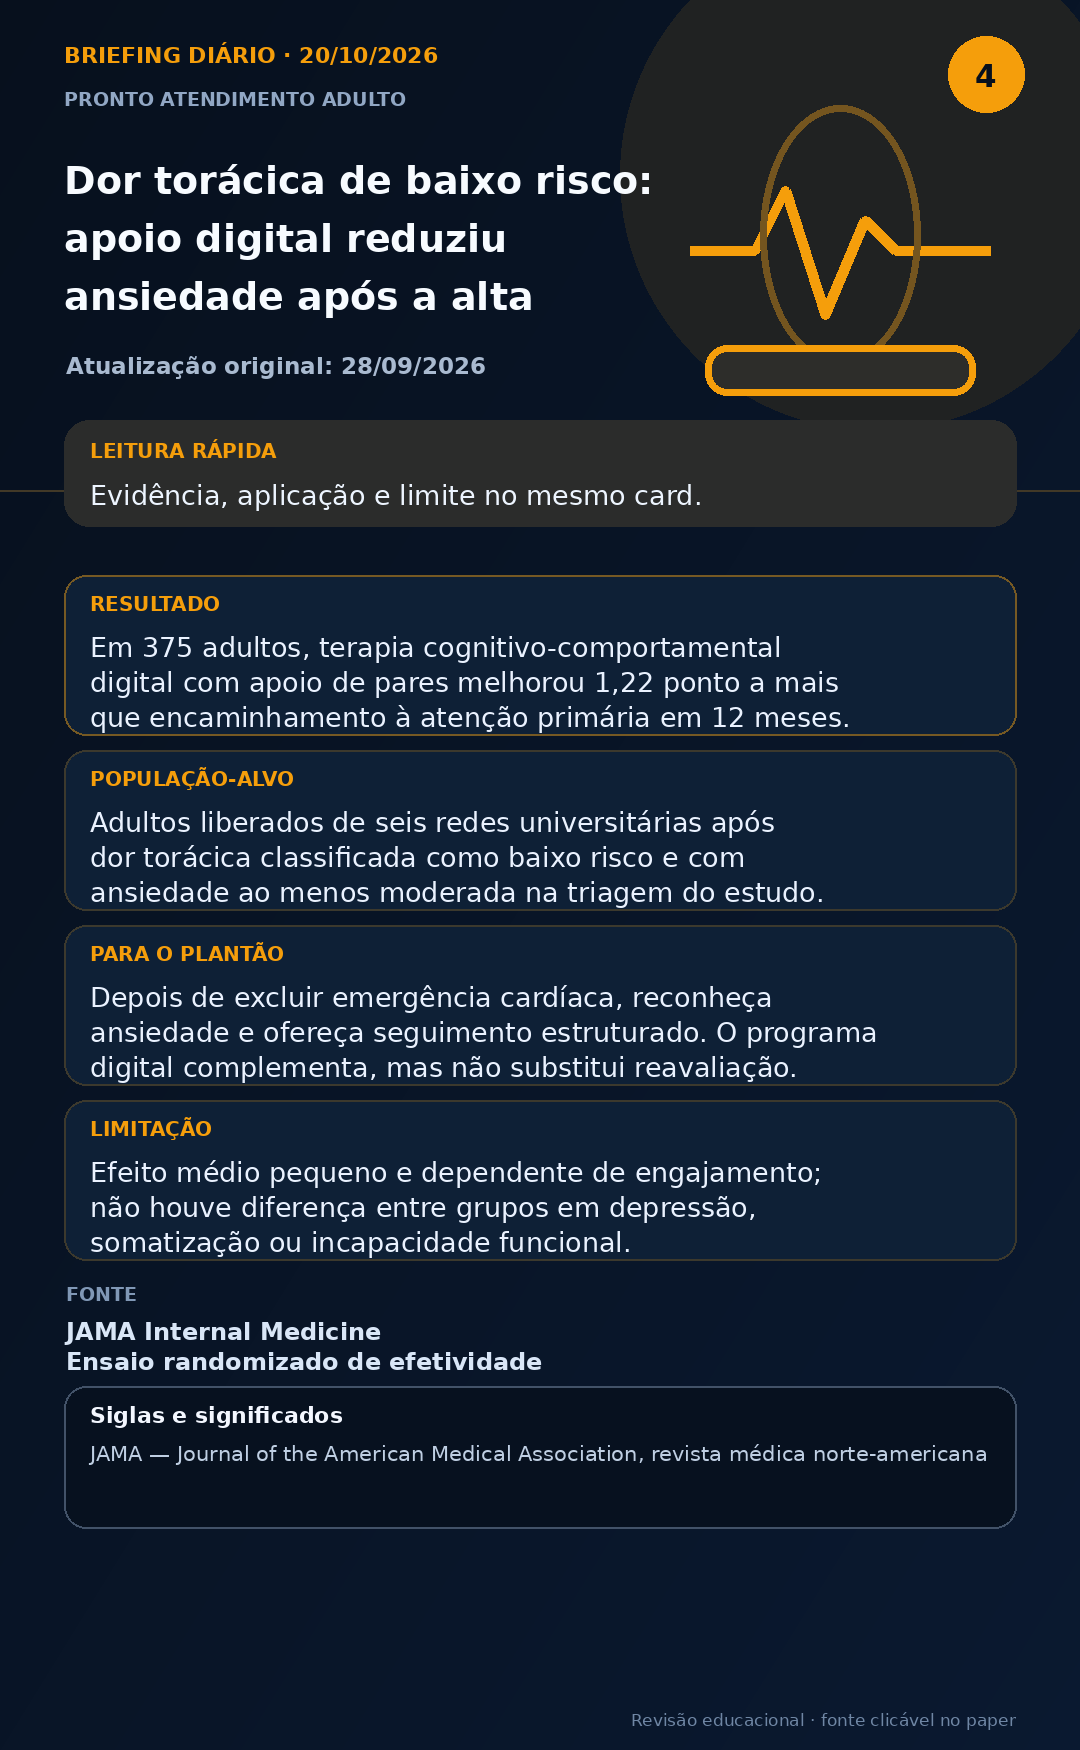 BRIEFING DIÁRIO · 20/10/2026
4
PRONTO ATENDIMENTO ADULTO
Dor torácica de baixo risco:
apoio digital reduziu
ansiedade após a alta
Atualização original: 28/09/2026
LEITURA RÁPIDA
Evidência, aplicação e limite no mesmo card.
RESULTADO
Em 375 adultos, terapia cognitivo-comportamental
digital com apoio de pares melhorou 1,22 ponto a mais
que encaminhamento à atenção primária em 12 meses.
POPULAÇÃO-ALVO
Adultos liberados de seis redes universitárias após
dor torácica classificada como baixo risco e com
ansiedade ao menos moderada na triagem do estudo.
PARA O PLANTÃO
Depois de excluir emergência cardíaca, reconheça
ansiedade e ofereça seguimento estruturado. O programa
digital complementa, mas não substitui reavaliação.
LIMITAÇÃO
Efeito médio pequeno e dependente de engajamento;
não houve diferença entre grupos em depressão,
somatização ou incapacidade funcional.
FONTE
JAMA Internal Medicine
Ensaio randomizado de efetividade
Siglas e significados
JAMA — Journal of the American Medical Association, revista médica norte-americana
Revisão educacional · fonte clicável no paper